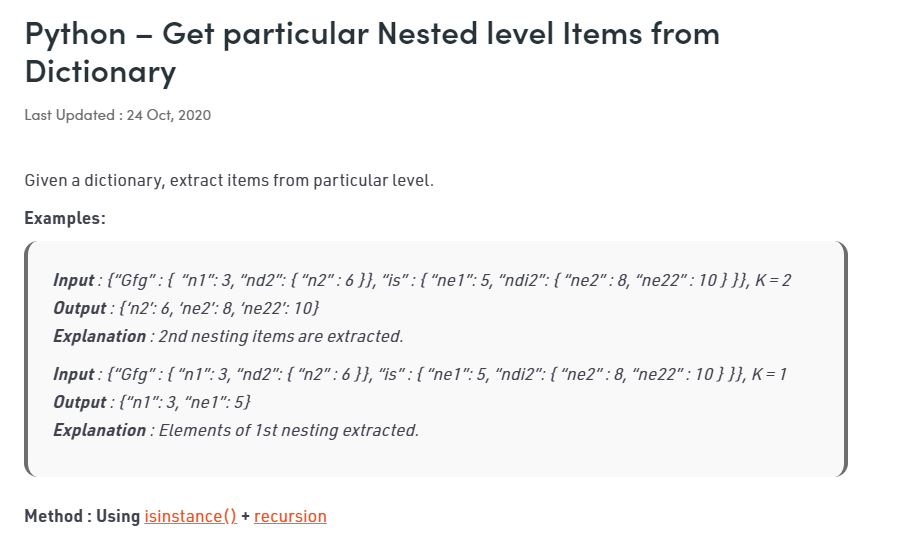 Python – Get particular Nested level Items from
Dictionary
Last Updated : 24 Oct, 2020
Given a dictionary, extract items from particular level.
Examples:
Input : {“Gfg” : {  “n1”: 3, “nd2”: { “n2” : 6 }}, “is” : { “ne1”: 5, “ndi2”: { “ne2” : 8, “ne22” : 10 } }}, K = 2
Output : {‘n2’: 6, ‘ne2’: 8, ‘ne22’: 10}
Explanation : 2nd nesting items are extracted.
Input : {“Gfg” : { “n1”: 3, “nd2”: { “n2” : 6 }}, “is” : { “ne1”: 5, “ndi2”: { “ne2” : 8, “ne22” : 10 } }}, K = 1
Output : {“n1”: 3, “ne1”: 5}
Explanation : Elements of 1st nesting extracted.
Method : Using isinstance() + recursion